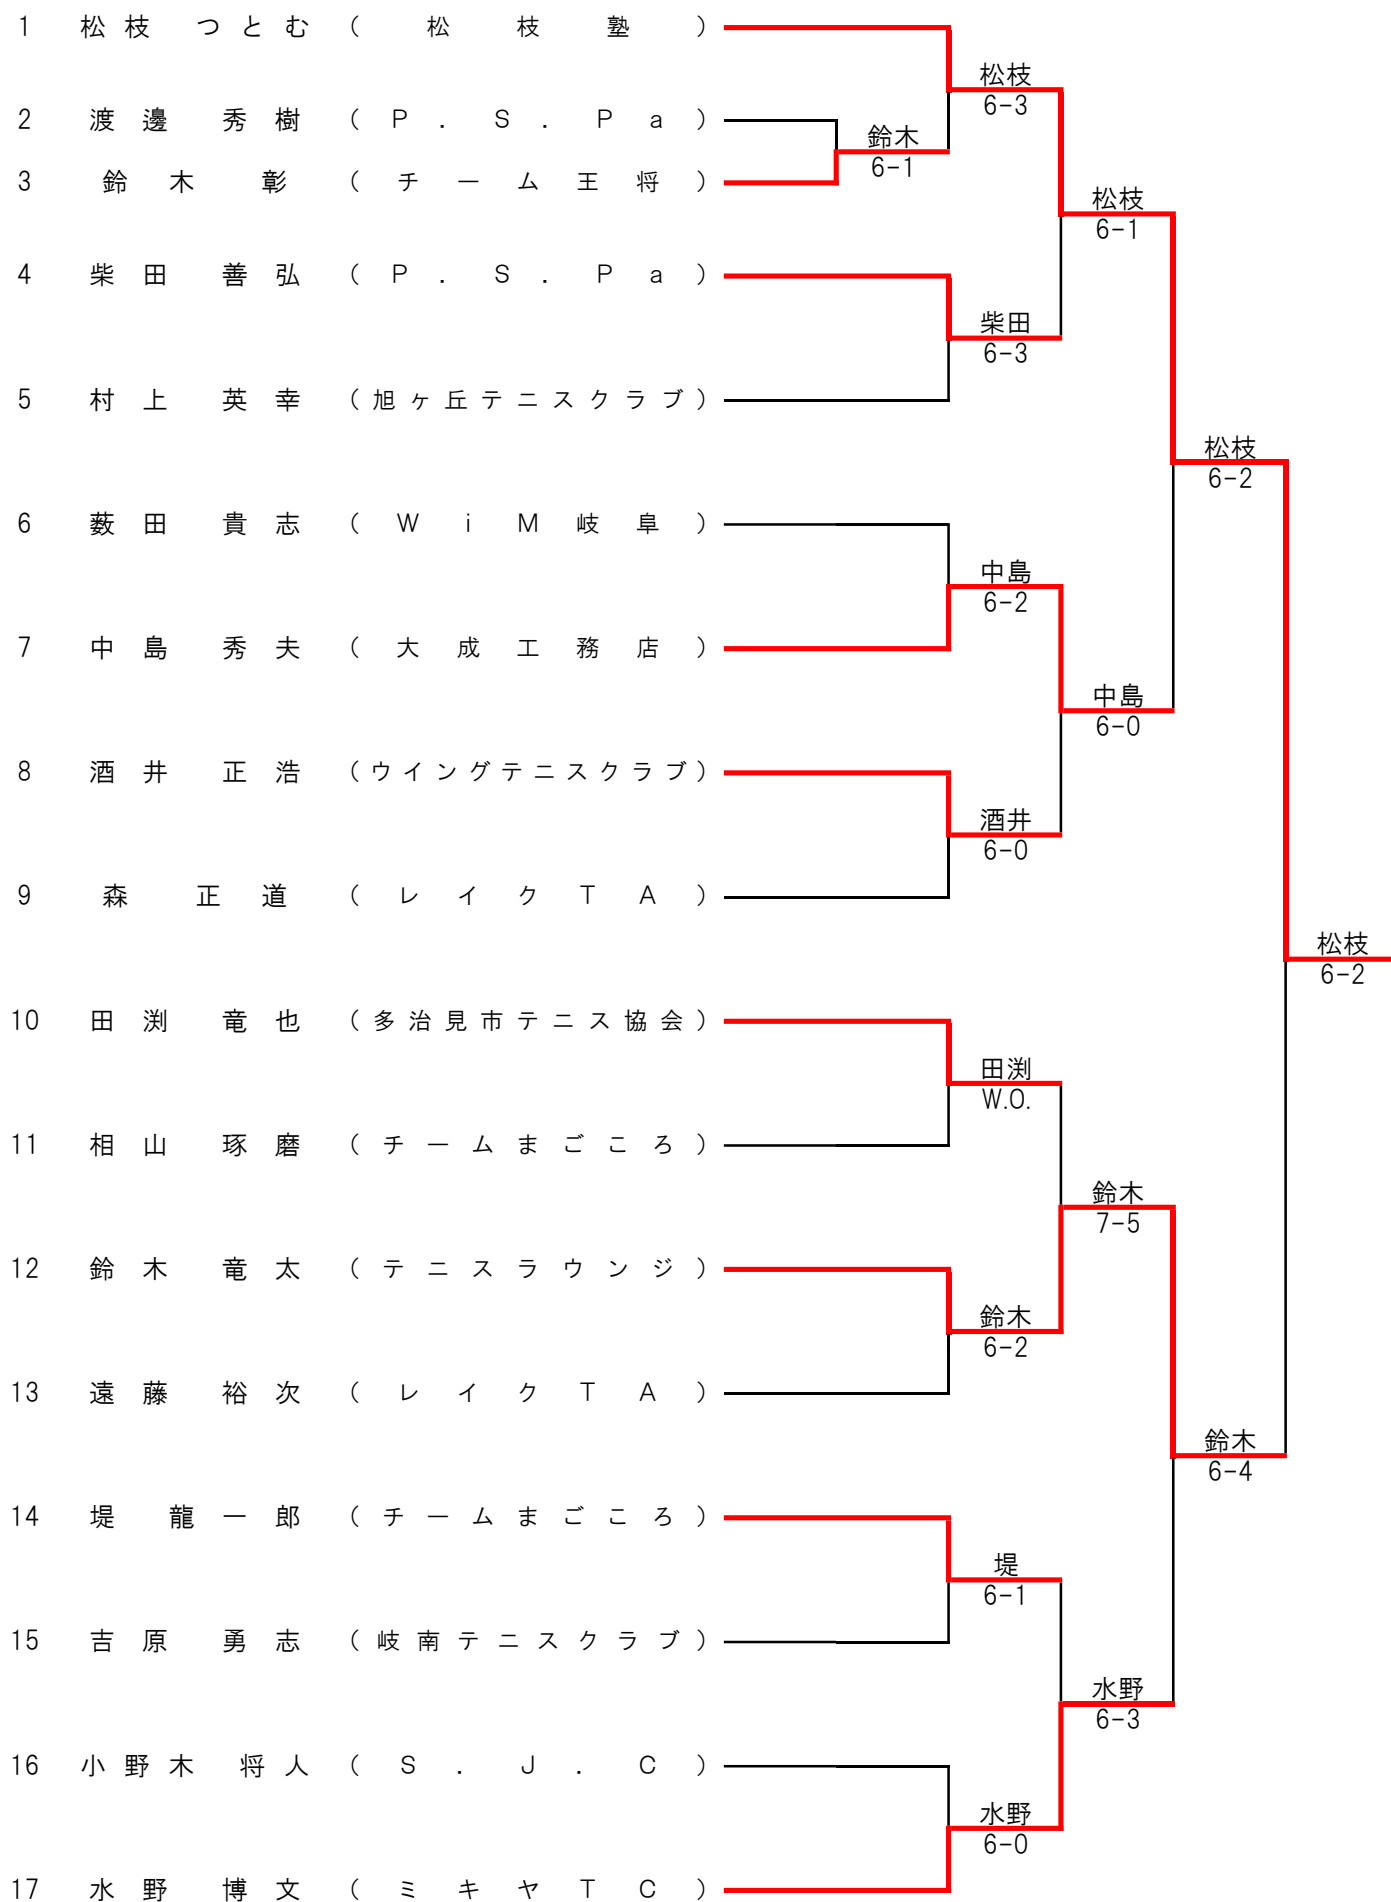 1 松枝 つとむ （松枝塾）
松枝
6-3
2 渡邊 秀樹 （P.S.Pa）
鈴木
6-1
3 鈴木 彰 （チーム王将）
松枝
6-1
4 柴田 善弘 （P.S.Pa）
柴田
6-3
5 村上 英幸 （旭ヶ丘テニスクラブ）
松枝
6-2
6 薮田 貴志 （WiM岐阜）
中島
6-2
7 中島 秀夫 （大成工務店）
中島
6-0
8 酒井 正浩 （ウイングテニスクラブ）
酒井
6-0
9 森 正道 （レイクTA）
松枝
6-2
10 田渕 竜也 （多治見市テニス協会）
田渕
W.O.
11 相山 琢磨 （チームまごころ）
鈴木
7-5
12 鈴木 竜太 （テニスラウンジ）
鈴木
6-2
13 遠藤 裕次 （レイクTA）
鈴木
6-4
14 堤 龍一郎 （チームまごころ）
堤
6-1
15 吉原 勇志 （岐南テニスクラブ）
水野
6-3
16 小野木 将人 （S.J.C）
水野
6-0
17 水野 博文 （ミキヤTC）